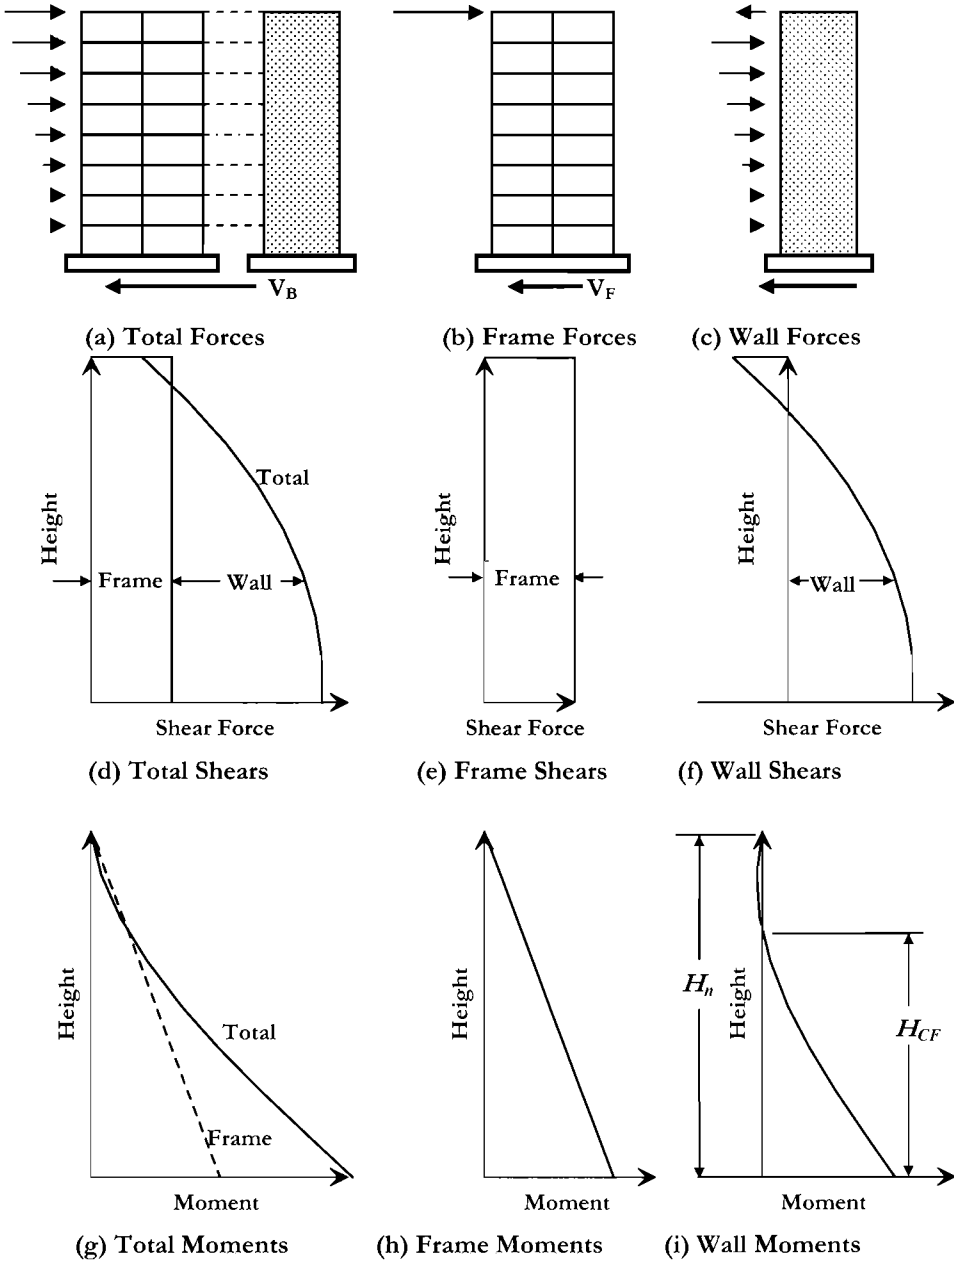 V_B
V_F
(a) Total Forces
(b) Frame Forces
(c) Wall Forces
Height
Total
Frame
Wall
Shear Force
Height
Frame
Shear Force
Height
Wall
Shear Force
(d) Total Shears
(e) Frame Shears
(f) Wall Shears
Height
Total
Frame
Moment
Height
Moment
H_n
Height
H_CF
Moment
(g) Total Moments
(h) Frame Moments
(i) Wall Moments